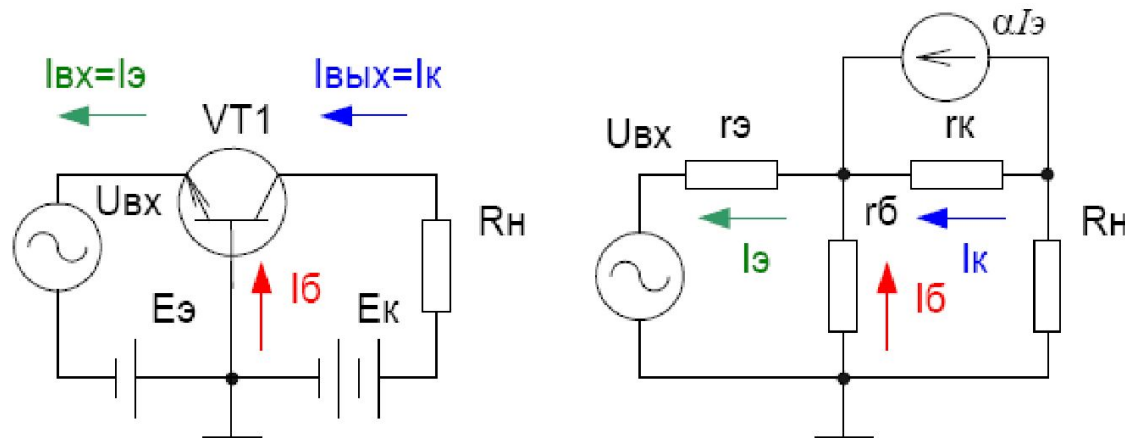 Iвх=Iэ
Iвых=Iк
VT1
Uвх
Rн
Iб
Eэ
Eк
αIэ
rэ
rк
Uвх
rб
Rн
Iэ
Iк
Iб